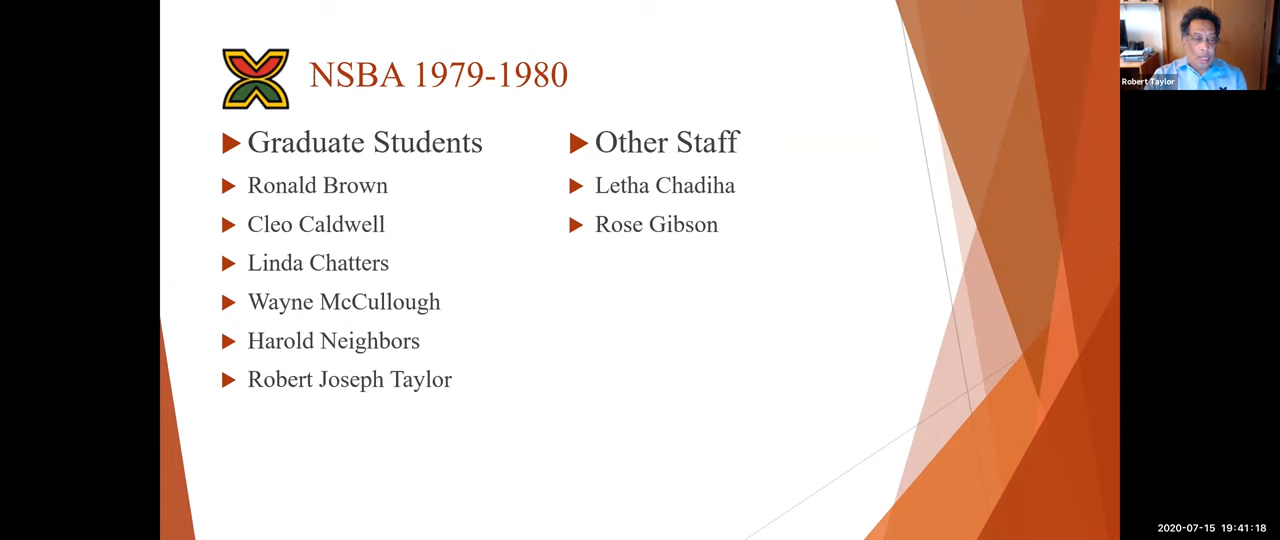 NSBA 1979-1980
Graduate Students
Ronald Brown
Cleo Caldwell
Linda Chatters
Wayne McCullough
Harold Neighbors
Robert Joseph Taylor
Other Staff
Letha Chadiha
Rose Gibson
Robert Taylor
2020-07-15 19:41:18